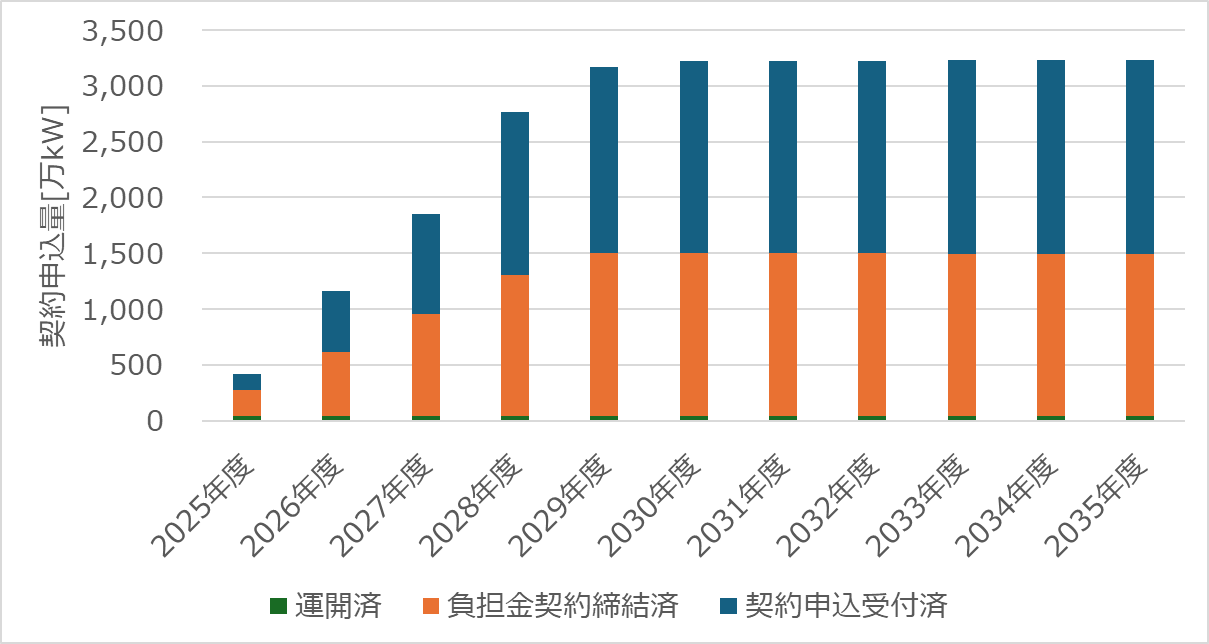 契約申込量[万kW]
3,500
3,000
2,500
2,000
1,500
1,000
500
0
2025年度
2026年度
2027年度
2028年度
2029年度
2030年度
2031年度
2032年度
2033年度
2034年度
2035年度
運開済
負担金契約締結済
契約申込受付済